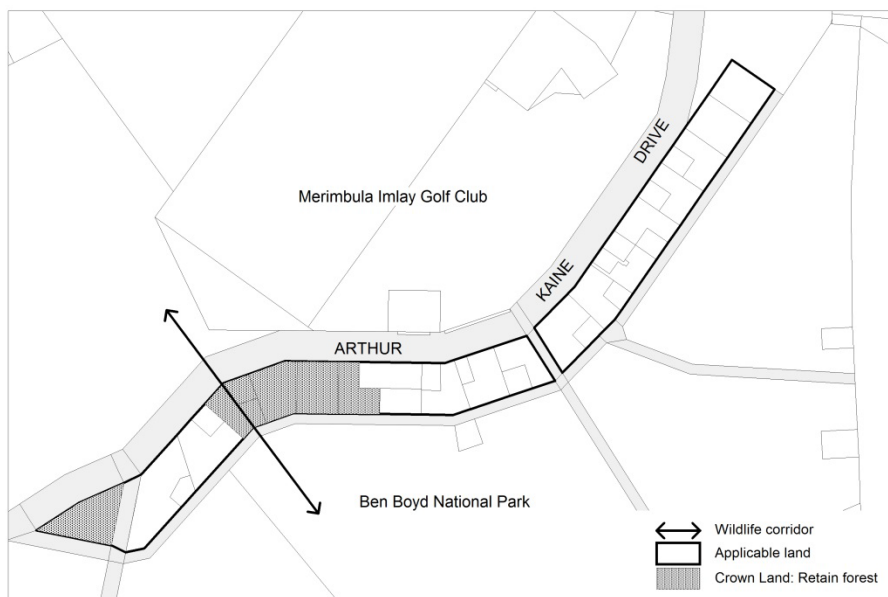 DRIVE
Merimbula Imlay Golf Club
KAINE
ARTHUR
Ben Boyd National Park
Wildlife corridor
Applicable land
Crown Land: Retain forest